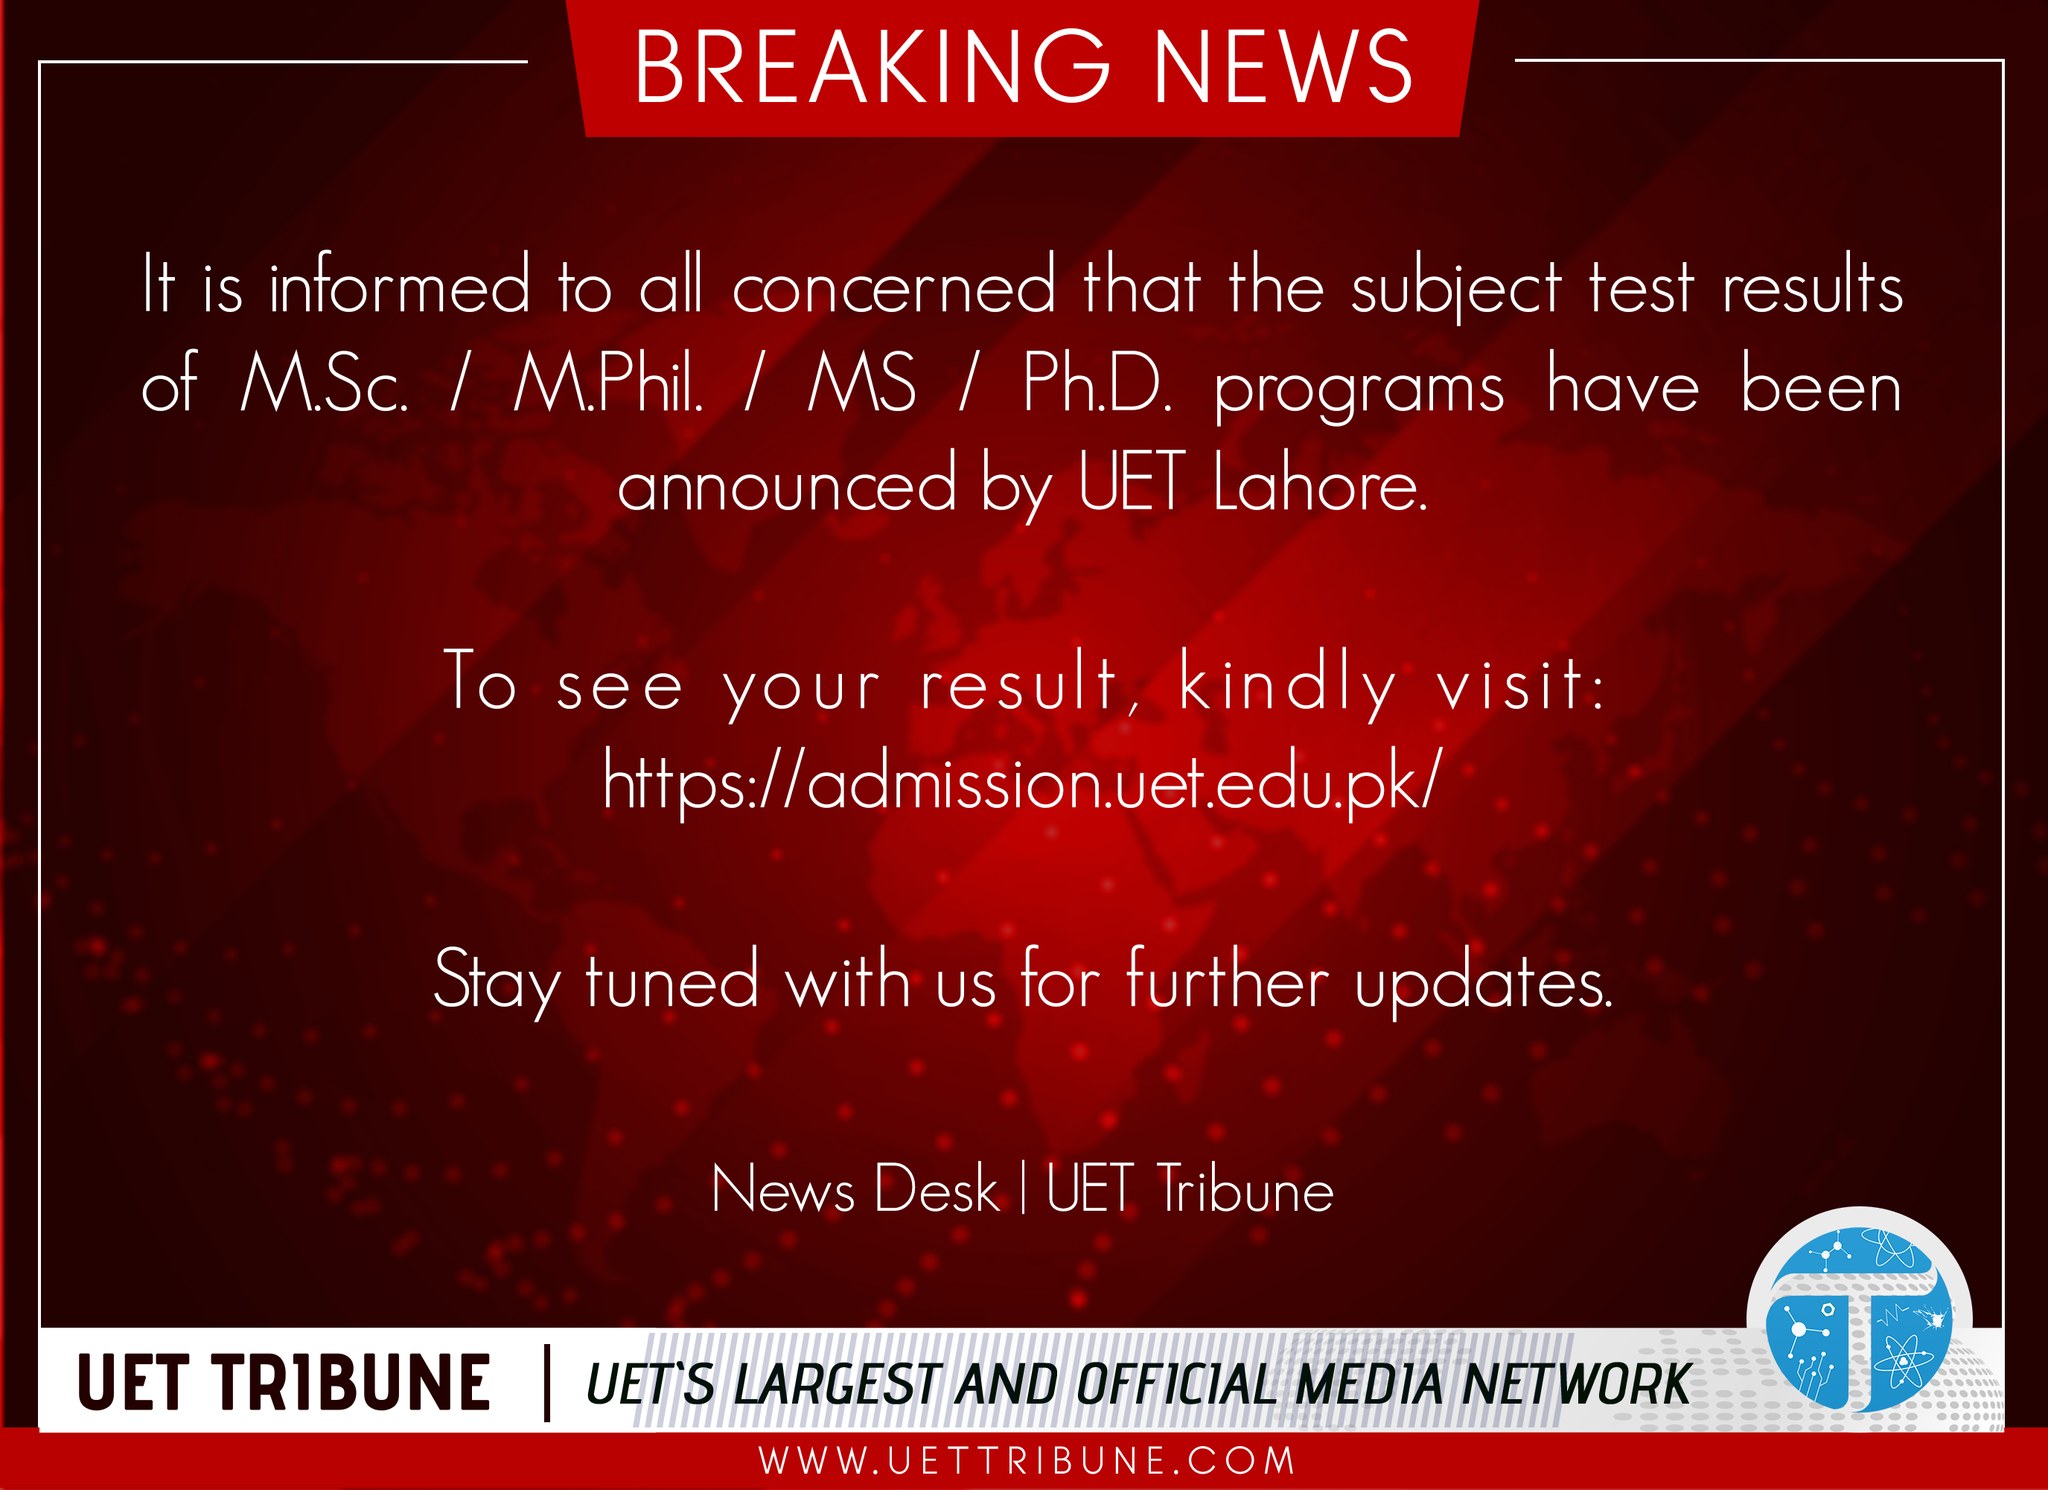 BREAKING NEWS
It is informed to all concerned that the subject test results
of M.Sc. / M.Phil. / MS / Ph.D. programs have been
announced by UET Lahore.
To see your result, kindly visit:
https://admission.uet.edu.pk/
Stay tuned with us for further updates.
News Desk | UET Tribune
UET TRIBUNE | UET`S LARGEST AND OFFICIAL MEDIA NETWORK
WWW.UETTRIBUNE.COM